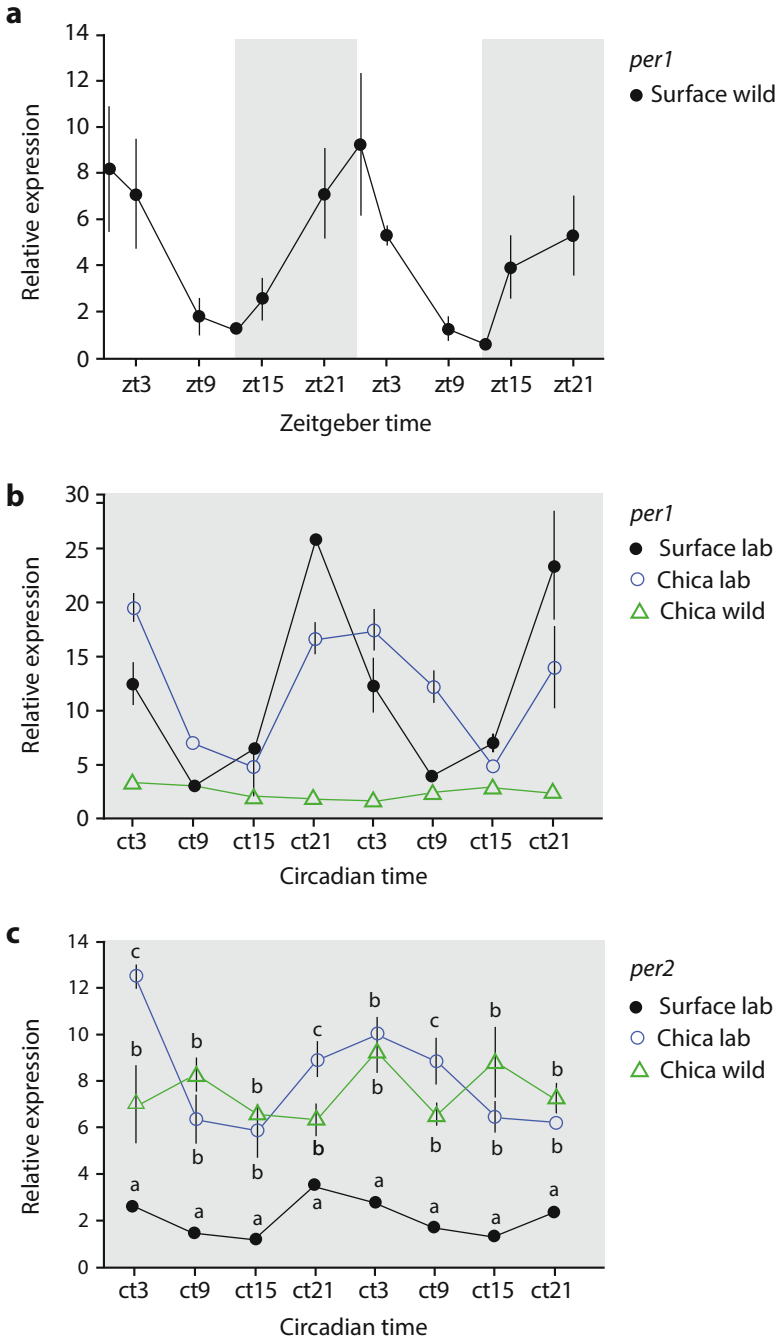 a
14
12
10
8
6
4
2
0
Relative expression
zt3 zt9 zt15 zt21 zt3 zt9 zt15 zt21
Zeitgeber time
per1
Surface wild
b
30
25
20
15
10
5
0
Relative expression
ct3 ct9 ct15 ct21 ct3 ct9 ct15 ct21
Circadian time
per1
Surface lab
Chica lab
Chica wild
c
14
12
10
8
6
4
2
0
Relative expression
c
b b b c b c b b
b b b b b b b
a a a a a a a a
ct3 ct9 ct15 ct21 ct3 ct9 ct15 ct21
Circadian time
per2
Surface lab
Chica lab
Chica wild